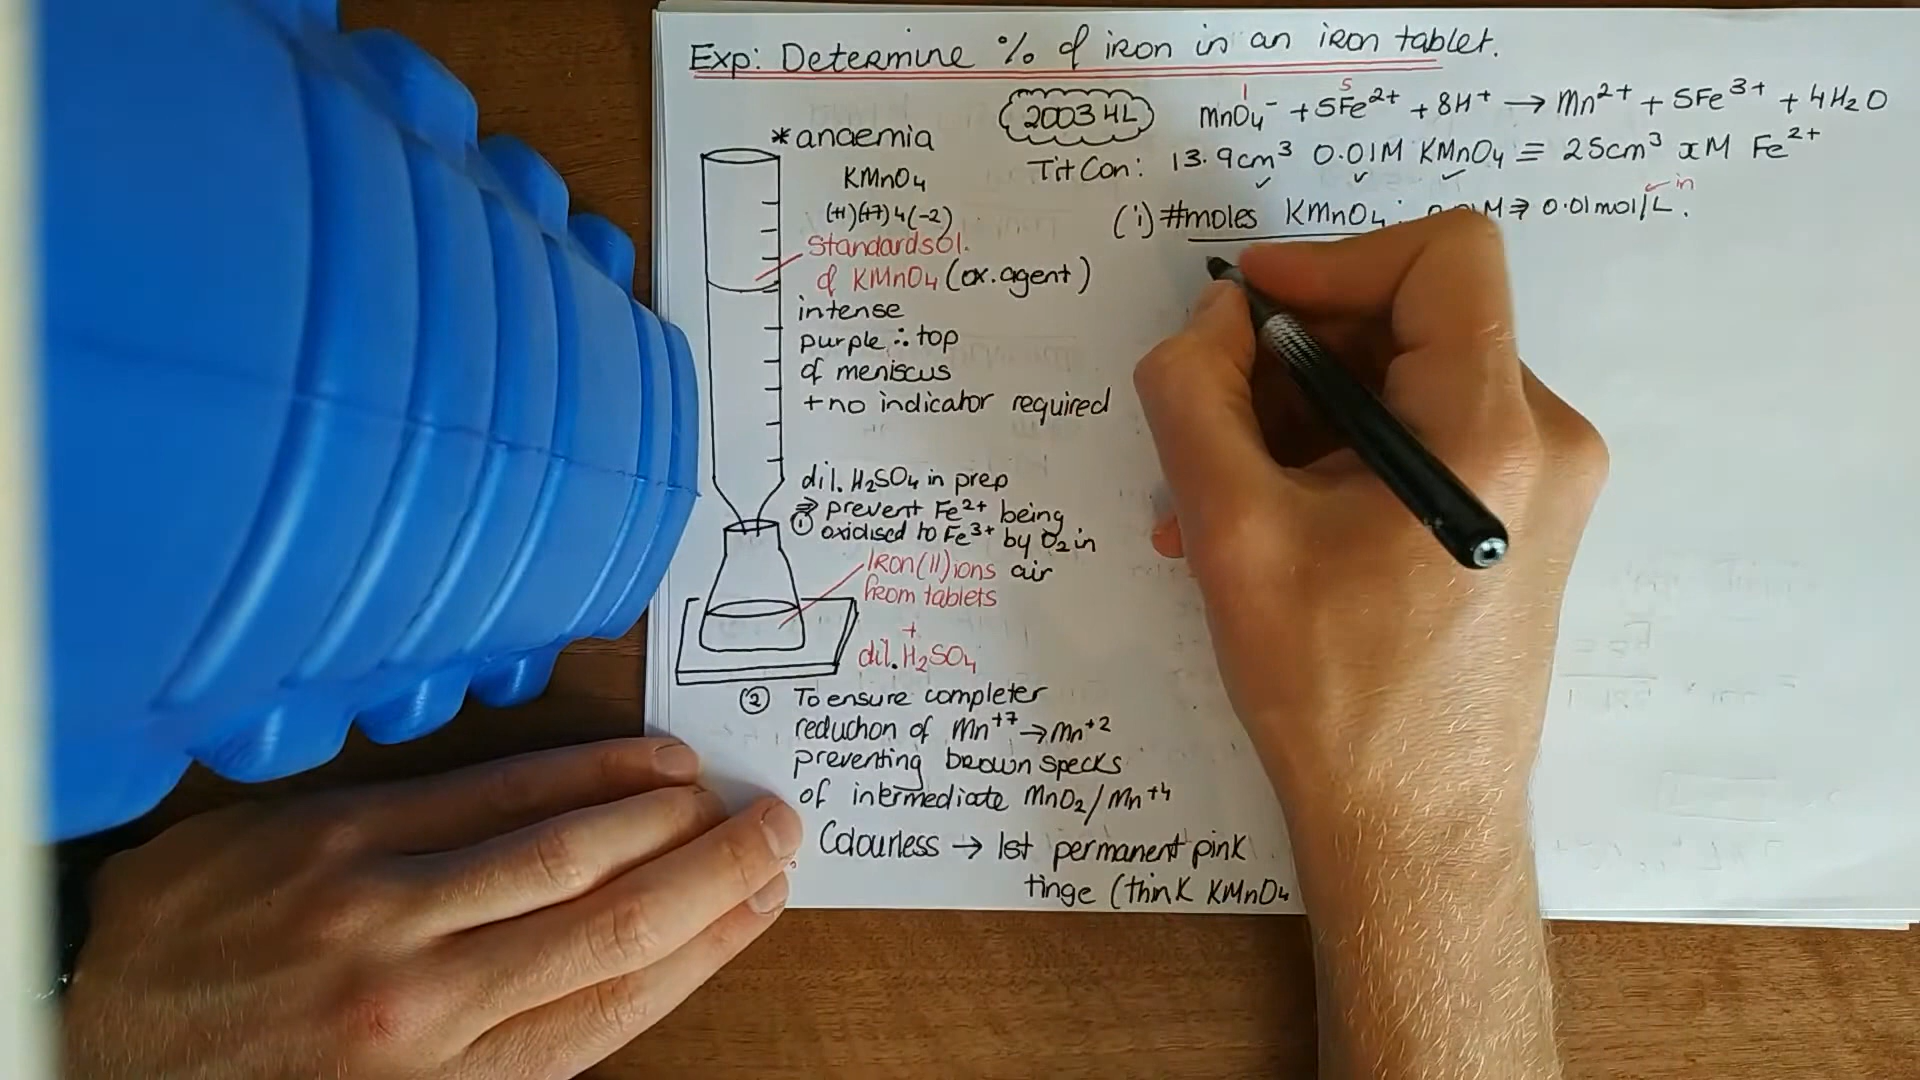 Exp: Determine % of iron in an iron tablet.
2003 HL
1 5
MnO₄⁻ + 5Fe²⁺ + 8H⁺ → Mn²⁺ + 5Fe³⁺ + 4H₂O
Tit Con: 13.9cm³ 0.01M KMnO₄ ≡ 25cm³ xM Fe²⁺
✓ ✓ ✓
(i) #moles KMnO₄: M ⇒ 0.01mol/L.
in
*anaemia
KMnO₄
(+1)(+7)4(-2)
Standard sol.
of KMnO₄ (ox. agent)
intense
purple ∴ top
of meniscus
+ no indicator required
dil. H₂SO₄ in prep
⇒ prevent Fe²⁺ being
① oxidised to Fe³⁺ by O₂ in
air
Iron(II) ions
from tablets
+
dil. H₂SO₄
② To ensure completer
reduction of Mn⁺⁷ → Mn⁺²
preventing brown specks
of intermediate MnO₂/Mn⁺⁴
Colourless → 1st permanent pink
tinge (think KMnO₄